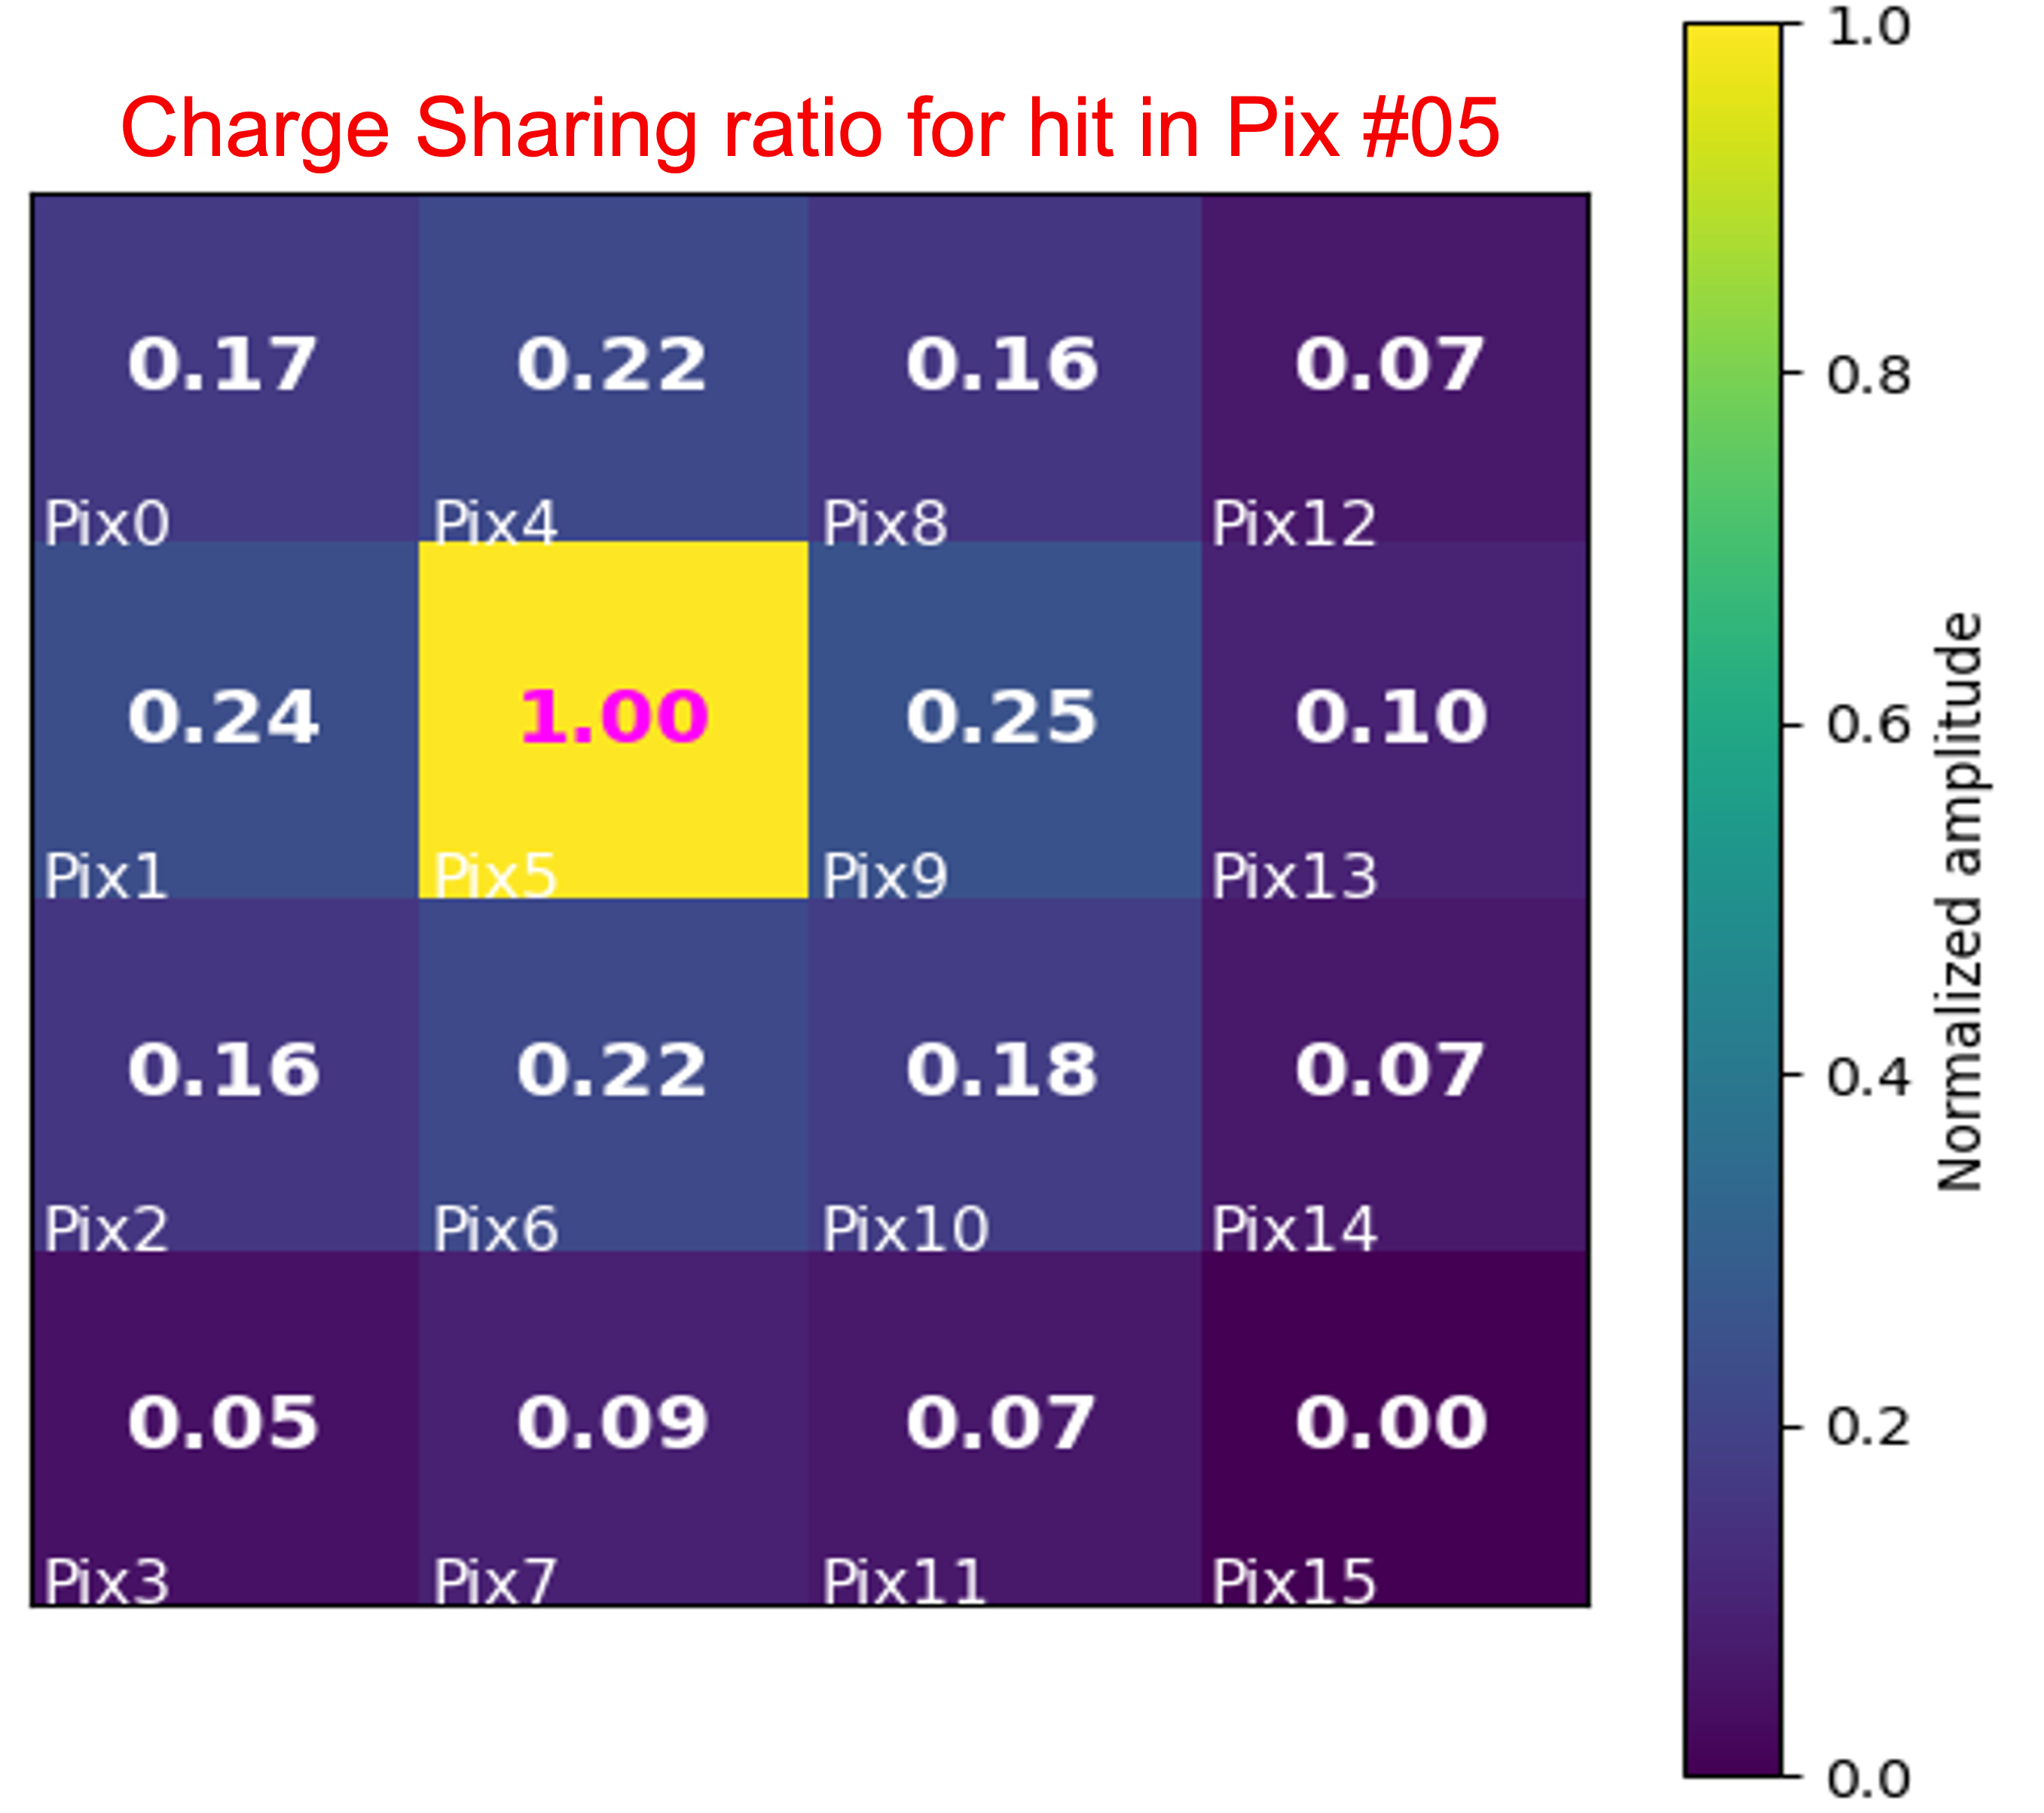 1.0
Charge Sharing ratio for hit in Pix #05
0.17 0.22 0.16 0.07
0.8
Pix0 Pix4 Pix8 Pix12
0.24 1.00 0.25 0.10
0.6
Pix1 Pix5 Pix9 Pix13
0.16 0.22 0.18 0.07
0.4
Pix2 Pix6 Pix10 Pix14
0.05 0.09 0.07 0.00
0.2
Pix3 Pix7 Pix11 Pix15
0.0
Normalized amplitude